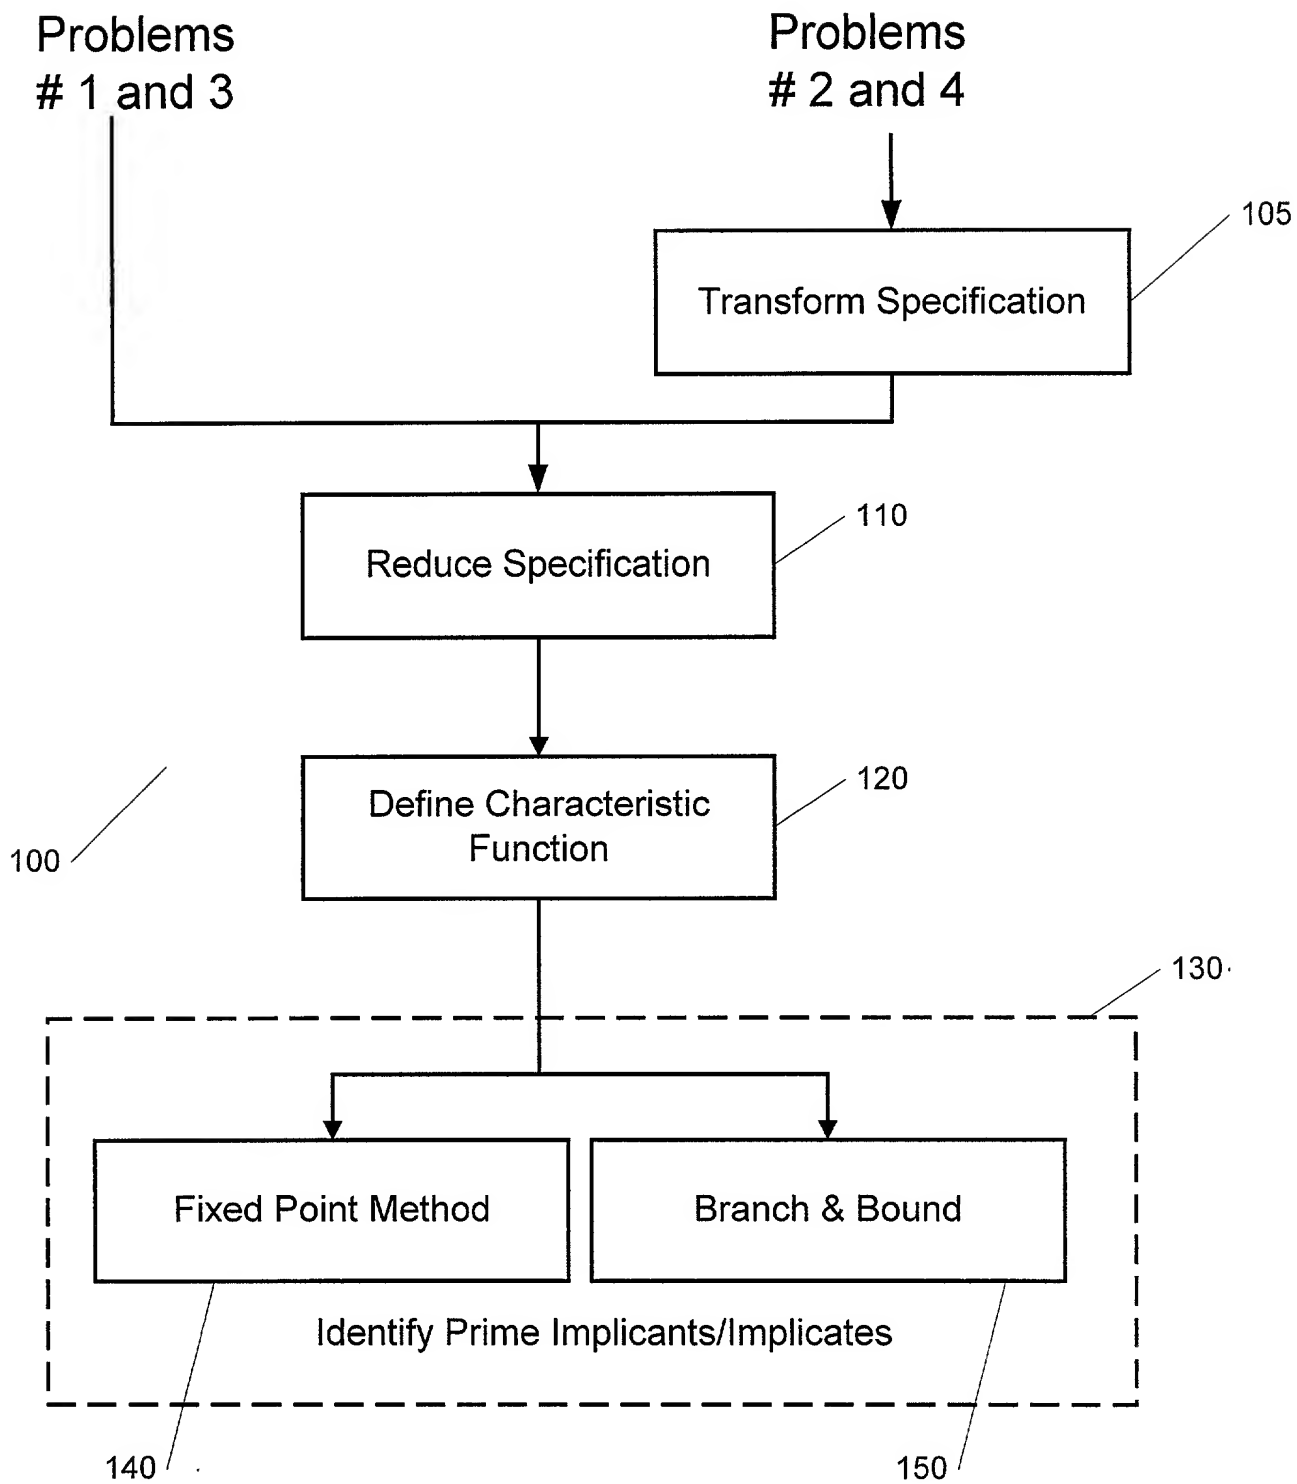 Problems
# 1 and 3
Problems
# 2 and 4
105
Transform Specification
110
Reduce Specification
120
Define Characteristic
Function
100
130
Fixed Point Method
Branch & Bound
Identify Prime Implicants/Implicates
140
150